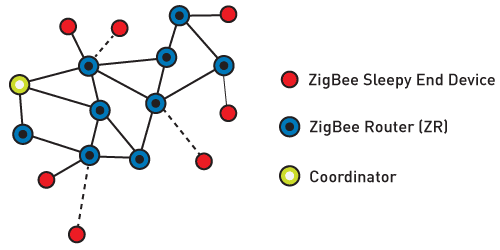 ZigBee Sleepy End Device
ZigBee Router (ZR)
Coordinator